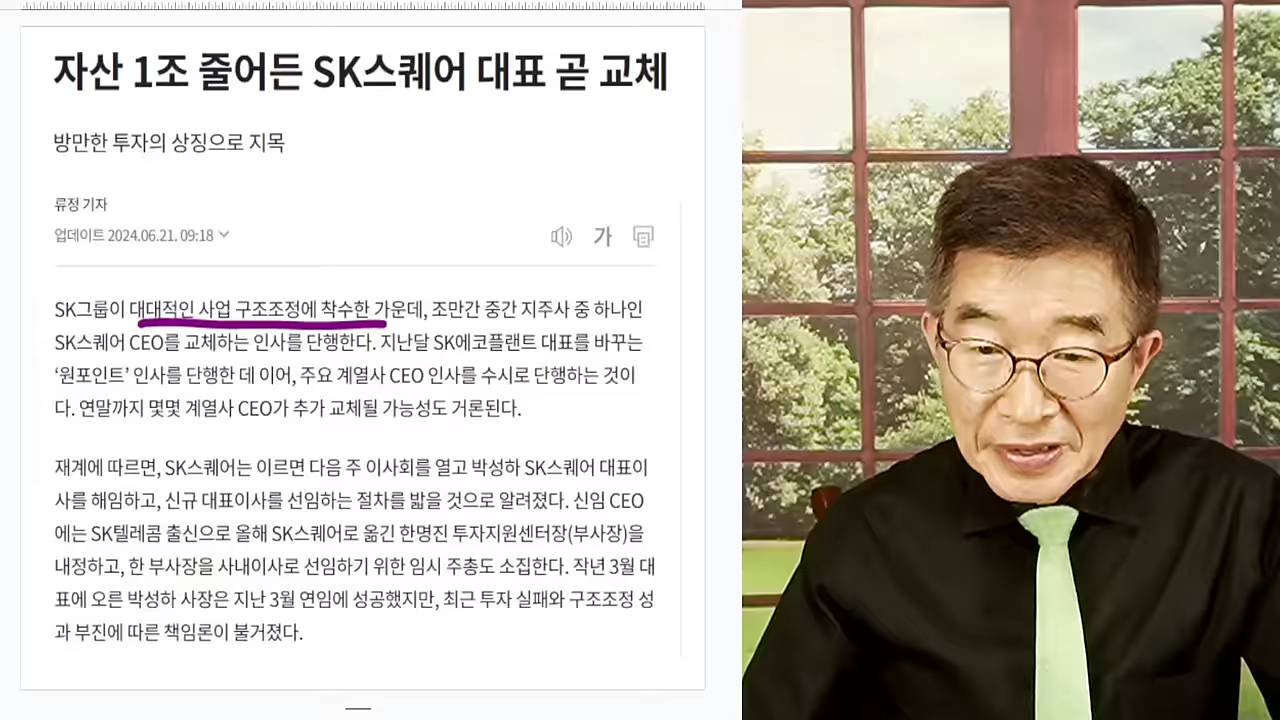 자산 1조 줄어든 SK스퀘어 대표 곧 교체
방만한 투자의 상징으로 지목
류정 기자
업데이트 2024.06.21. 09:18
가
SK그룹이 대대적인 사업 구조조정에 착수한 가운데, 조만간 중간 지주사 중 하나인
SK스퀘어 CEO를 교체하는 인사를 단행한다. 지난달 SK에코플랜트 대표를 바꾸는
‘원포인트’ 인사를 단행한 데 이어, 주요 계열사 CEO 인사를 수시로 단행하는 것이
다. 연말까지 몇몇 계열사 CEO가 추가 교체될 가능성도 거론된다.
재계에 따르면, SK스퀘어는 이르면 다음 주 이사회를 열고 박성하 SK스퀘어 대표이
사를 해임하고, 신규 대표이사를 선임하는 절차를 밟을 것으로 알려졌다. 신임 CEO
에는 SK텔레콤 출신으로 올해 SK스퀘어로 옮긴 한명진 투자지원센터장(부사장)을
내정하고, 한 부사장을 사내이사로 선임하기 위한 임시 주총도 소집한다. 작년 3월 대
표에 오른 박성하 사장은 지난 3월 연임에 성공했지만, 최근 투자 실패와 구조조정 성
과 부진에 따른 책임론이 불거졌다.